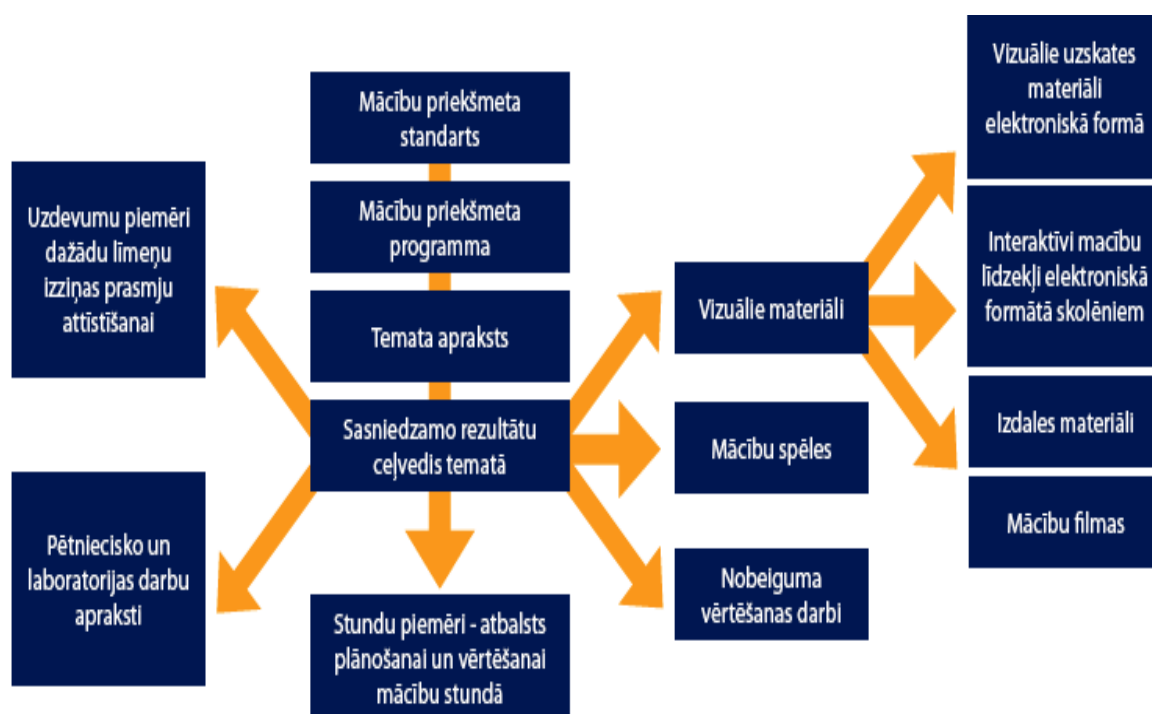 Mācību priekšmeta
standarts
Mācību priekšmeta
programma
Temata apraksts
Sasniedzamo rezultātu
ceļvedis tematā
Uzdevumu piemēri
dažādu līmeņu
izziņas prasmju
attīstīšanai
Pētniecisko un
laboratorijas darbu
apraksti
Stundu piemēri - atbalsts
plānošanai un vērtēšanai
mācību stundā
Vizuālie materiāli
Mācību spēles
Nobeiguma
vērtēšanas darbi
Vizuālie uzskates
materiāli
elektroniskā formā
Interaktīvi macību
līdzekļi elektroniskā
formātā skolēniem
Izdales materiāli
Mācību filmas